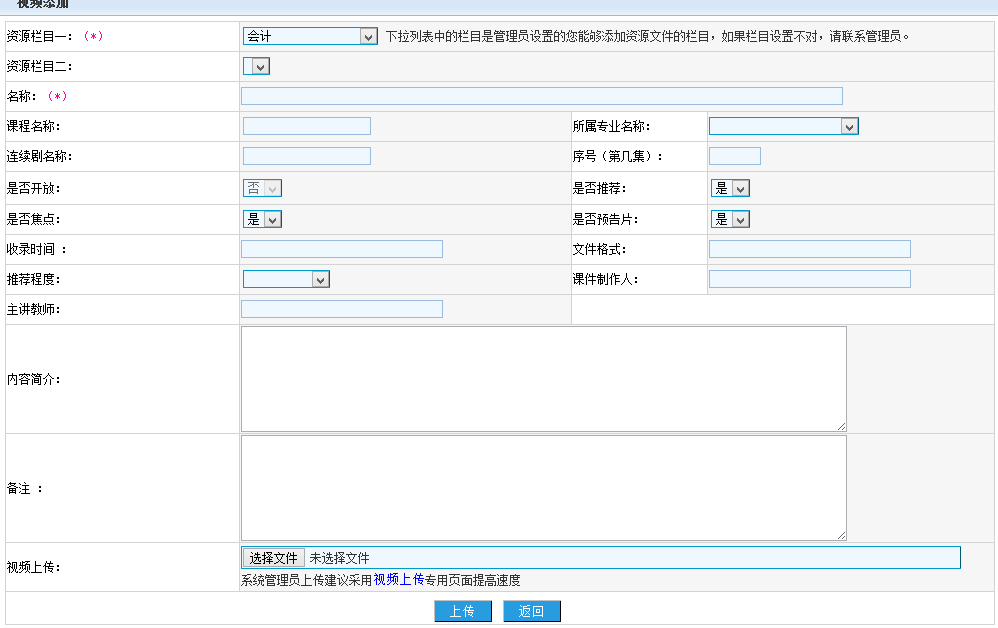 视频添加
资源栏目一：（*） 会计 下拉列表中的栏目是管理员设置的您能够添加资源文件的栏目，如果栏目设置不对，请联系管理员。
资源栏目二：
名称：（*）
课程名称： 所属专业名称：
连续剧名称： 序号（第几集）：
是否开放： 否 是否推荐： 是
是否焦点： 是 是否预告片： 是
收录时间 ： 文件格式：
推荐程度： 课件制作人：
主讲教师：
内容简介：
备注 ：
视频上传： 选择文件 未选择文件
系统管理员上传建议采用视频上传专用页面提高速度
上传 返回